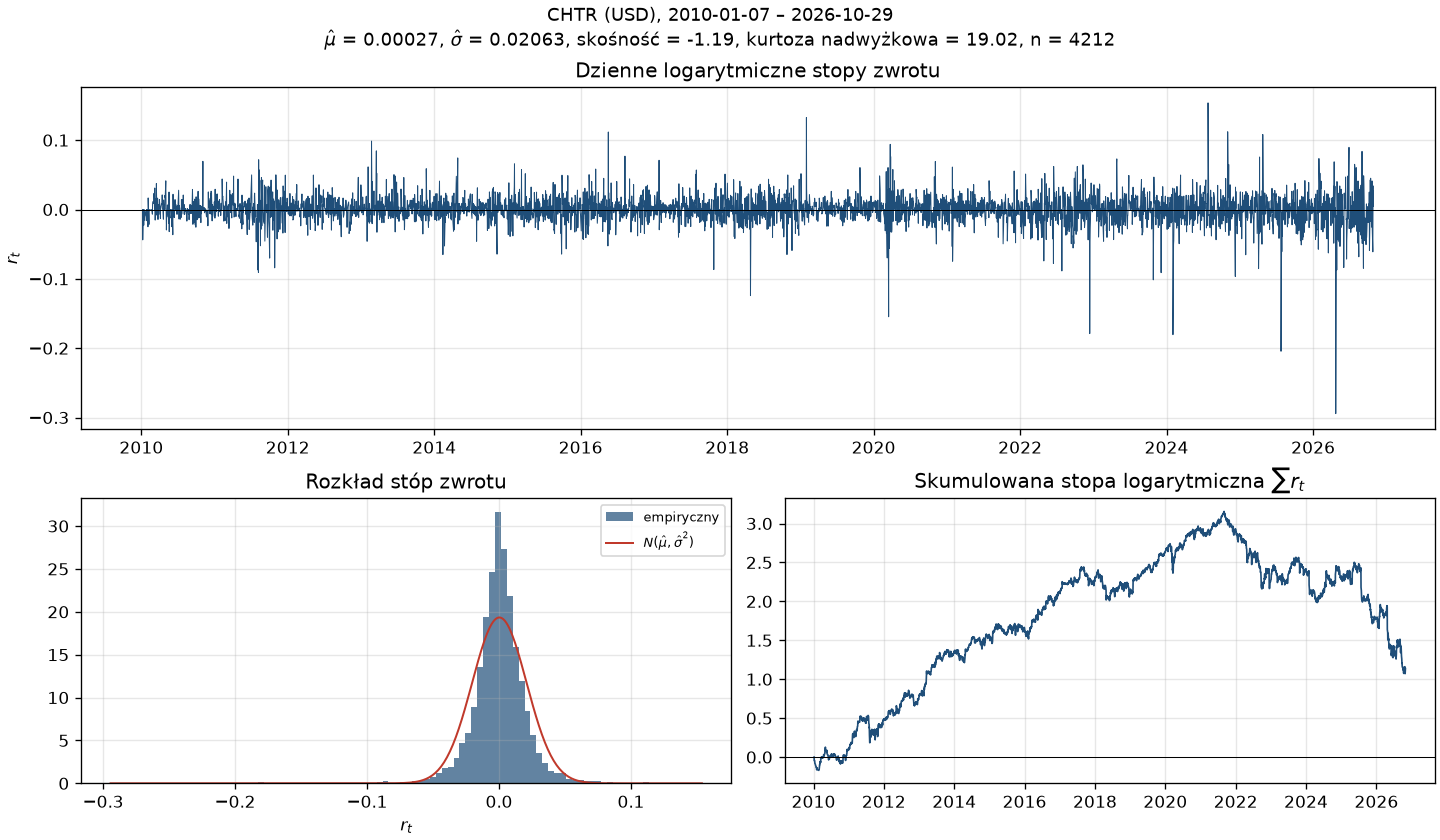 CHTR (USD), 2010-01-07 – 2026-10-29
μ̂ = 0.00027, σ̂ = 0.02063, skośność = -1.19, kurtoza nadwyżkowa = 19.02, n = 4212
Dzienne logarytmiczne stopy zwrotu
0.1
0.0
−0.1
−0.2
−0.3
r_t
2010 2012 2014 2016 2018 2020 2022 2024 2026
Rozkład stóp zwrotu
30
25
20
15
10
5
0
empiryczny
N(μ̂, σ̂²)
−0.3 −0.2 −0.1 0.0 0.1
r_t
Skumulowana stopa logarytmiczna ∑r_t
3.0
2.5
2.0
1.5
1.0
0.5
0.0
2010 2012 2014 2016 2018 2020 2022 2024 2026